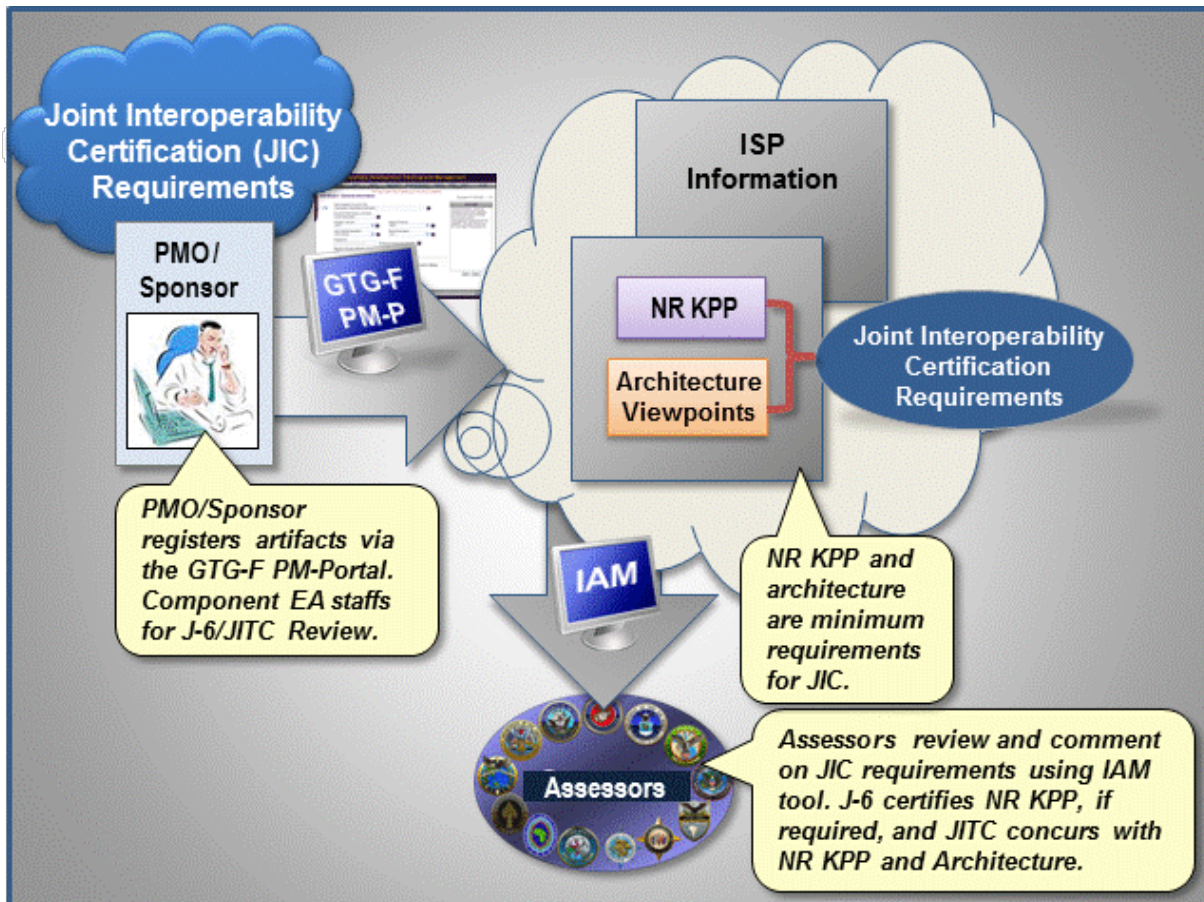 Joint Interoperability
Certification (JIC)
Requirements
PMO/
Sponsor
GTG-F
PM-P
ISP
Information
NR KPP
Architecture
Viewpoints
Joint Interoperability
Certification
Requirements
PMO/Sponsor
registers artifacts via
the GTG-F PM-Portal.
Component EA staffs
for J-6/JITC Review.
IAM
NR KPP and
architecture
are minimum
requirements
for JIC.
Assessors
Assessors review and comment
on JIC requirements using IAM
tool. J-6 certifies NR KPP, if
required, and JITC concurs with
NR KPP and Architecture.